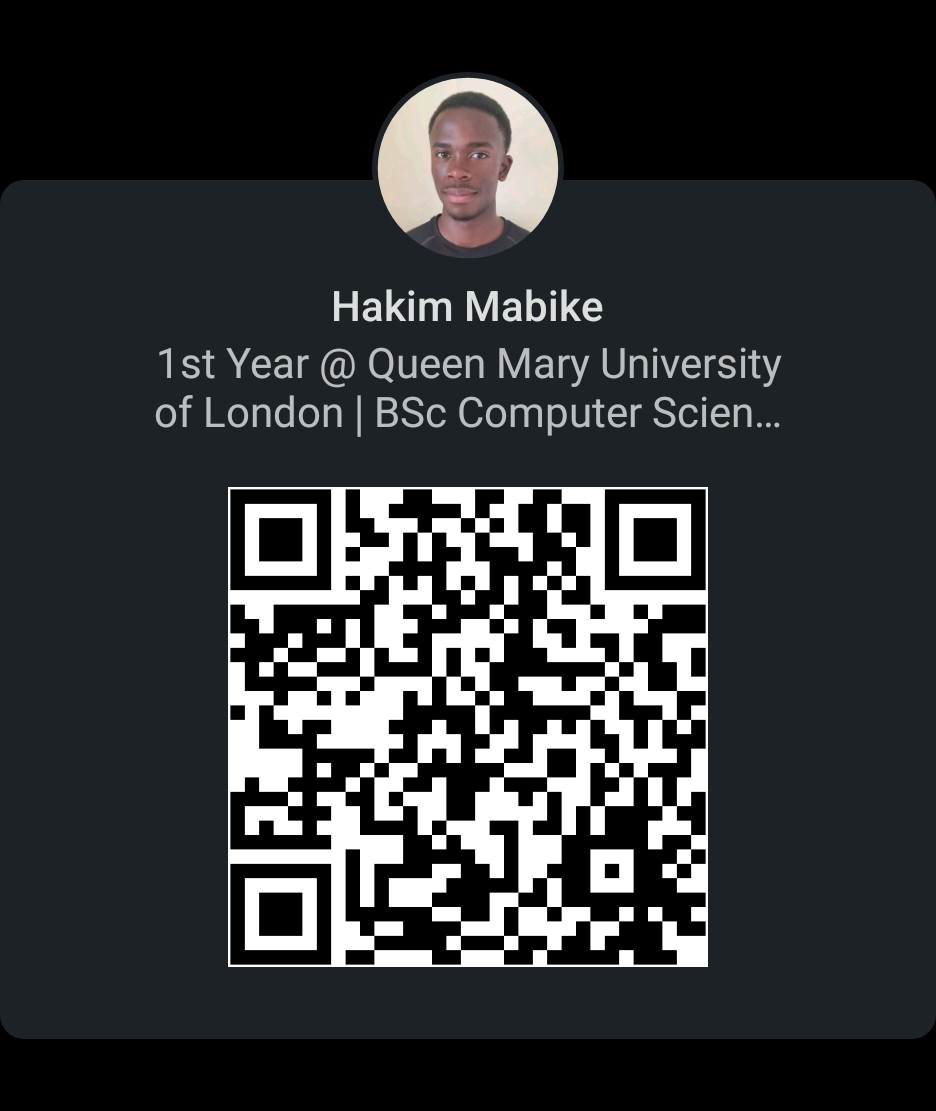 Hakim Mabike
1st Year @ Queen Mary University
of London | BSc Computer Scien...